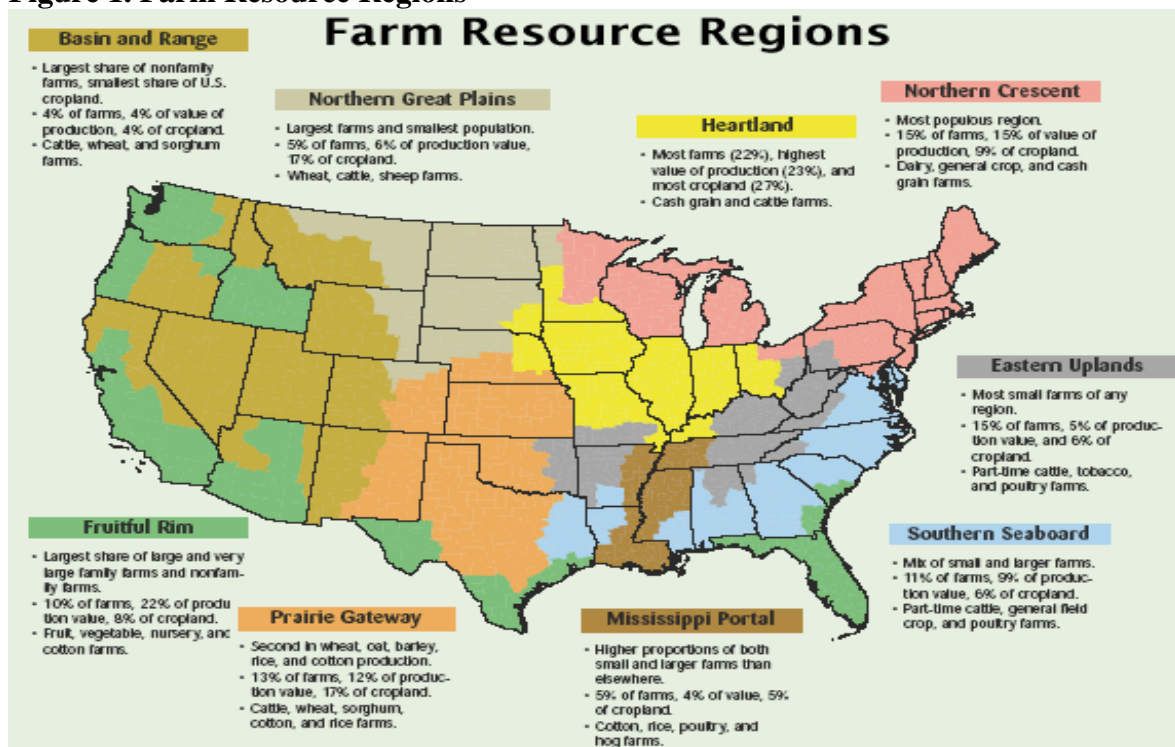 Figure 1. Farm Resource Regions
Farm Resource Regions
Basin and Range
- Largest share of nonfamily
farms, smallest share of U.S.
cropland.
- 4% of farms, 4% of value of
production, 4% of cropland.
- Cattle, wheat, and sorghum
farms.
Northern Great Plains
- Largest farms and smallest population.
- 5% of farms, 6% of production value,
17% of cropland.
- Wheat, cattle, sheep farms.
Heartland
- Most farms (22%), highest
value of production (23%), and
most cropland (27%).
- Cash grain and cattle farms.
Northern Crescent
- Most populous region.
- 15% of farms, 15% of value of
production, 9% of cropland.
- Dairy, general crop, and cash
grain farms.
Eastern Uplands
- Most small farms of any
region.
- 15% of farms, 5% of produc-
tion value, and 6% of
cropland.
- Part-time cattle, tobacco,
and poultry farms.
Fruitful Rim
- Largest share of large and very
large family farms and nonfam-
ily farms.
- 10% of farms, 22% of produ
tion value, 8% of cropland.
- Fruit, vegetable, nursery, and
cotton farms.
Southern Seaboard
- Mix of small and larger farms.
- 11% of farms, 9% of produc-
tion value, 6% of cropland.
- Part-time cattle, general field
crop, and poultry farms.
Prairie Gateway
- Second in wheat, oat, barley,
rice, and cotton production.
- 13% of farms, 12% of produc-
tion value, 17% of cropland.
- Cattle, wheat, sorghum,
cotton, and rice farms.
Mississippi Portal
- Higher proportions of both
small and larger farms than
elsewhere.
- 5% of farms, 4% of value, 5%
of cropland.
- Cotton, rice, poultry, and
hog farms.